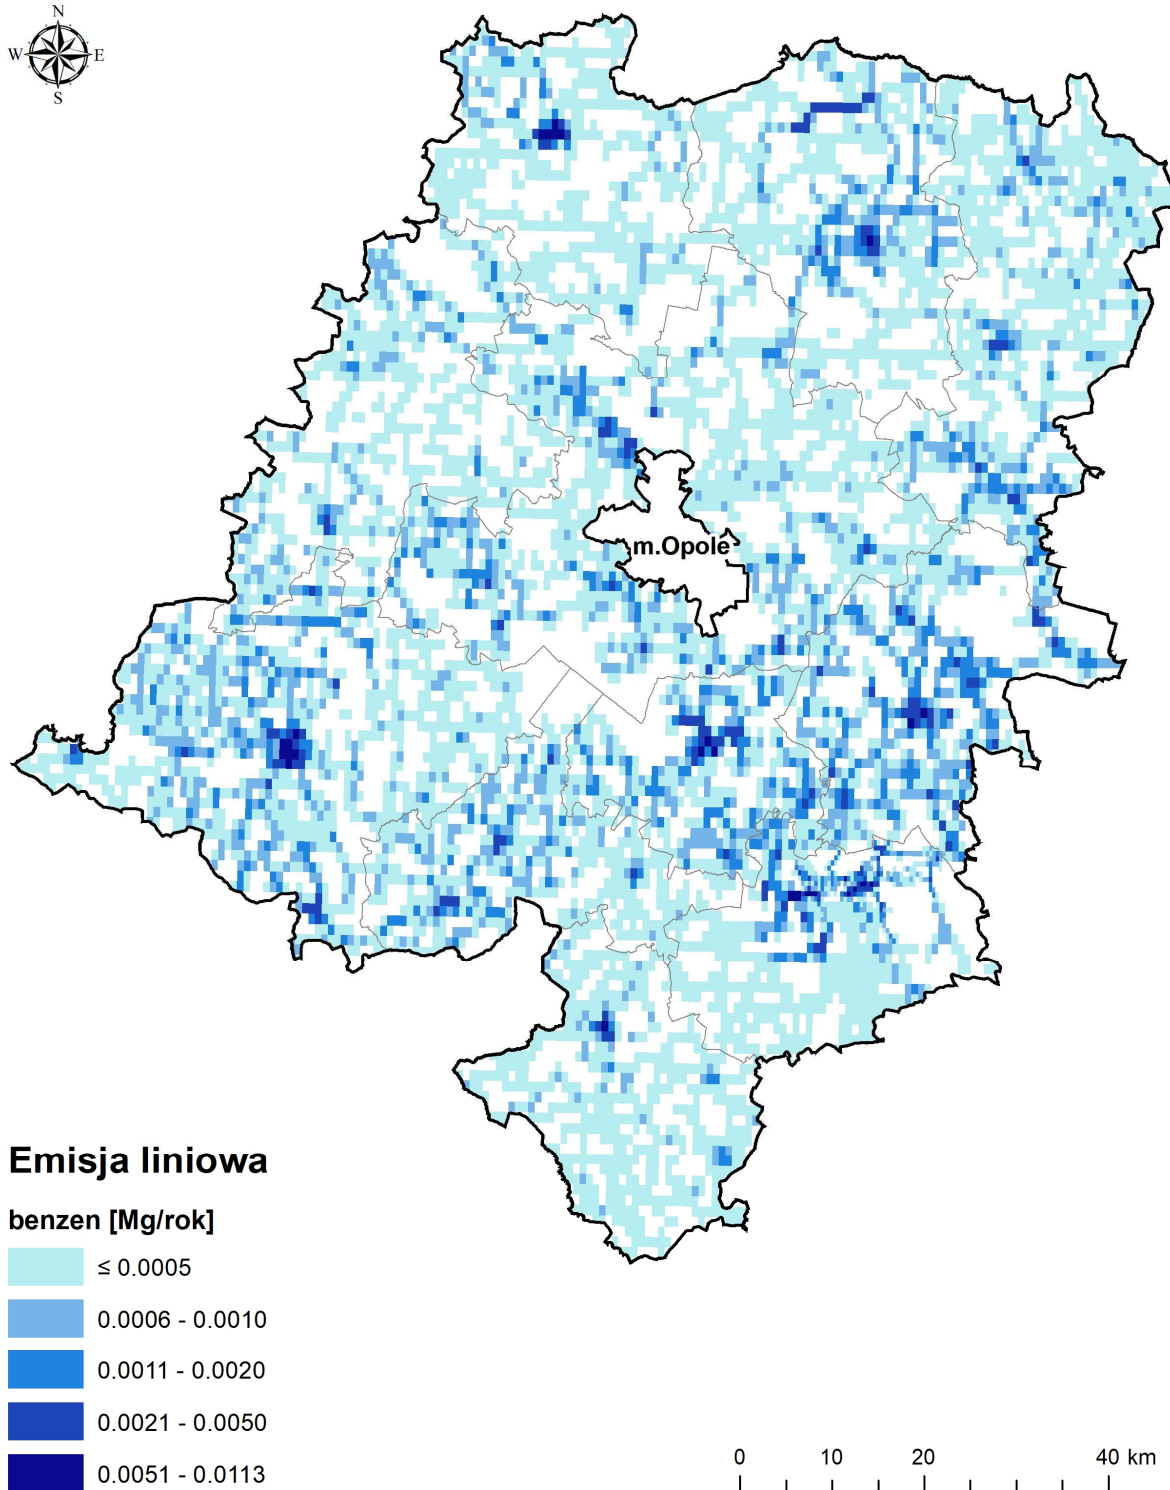 N
W E
S
m.Opole
Emisja liniowa
benzen [Mg/rok]
≤ 0.0005
0.0006 - 0.0010
0.0011 - 0.0020
0.0021 - 0.0050
0.0051 - 0.0113
0 10 20 40 km